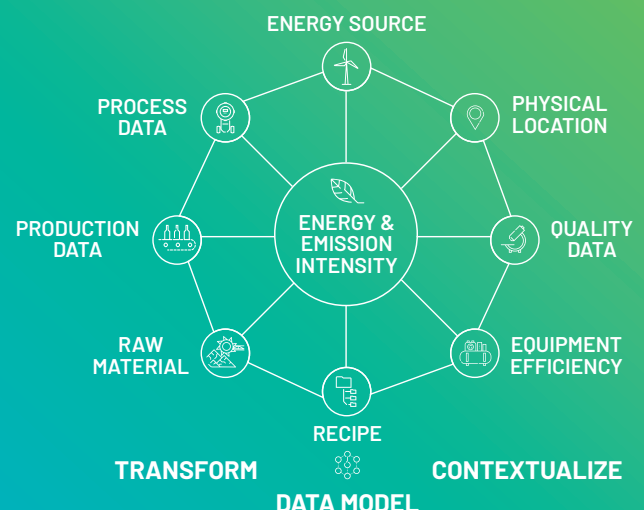 ENERGY SOURCE
PROCESS
DATA
PHYSICAL
LOCATION
ENERGY &
EMISSION
INTENSITY
PRODUCTION
DATA
QUALITY
DATA
RAW
MATERIAL
EQUIPMENT
EFFICIENCY
RECIPE
TRANSFORM
CONTEXTUALIZE
DATA MODEL